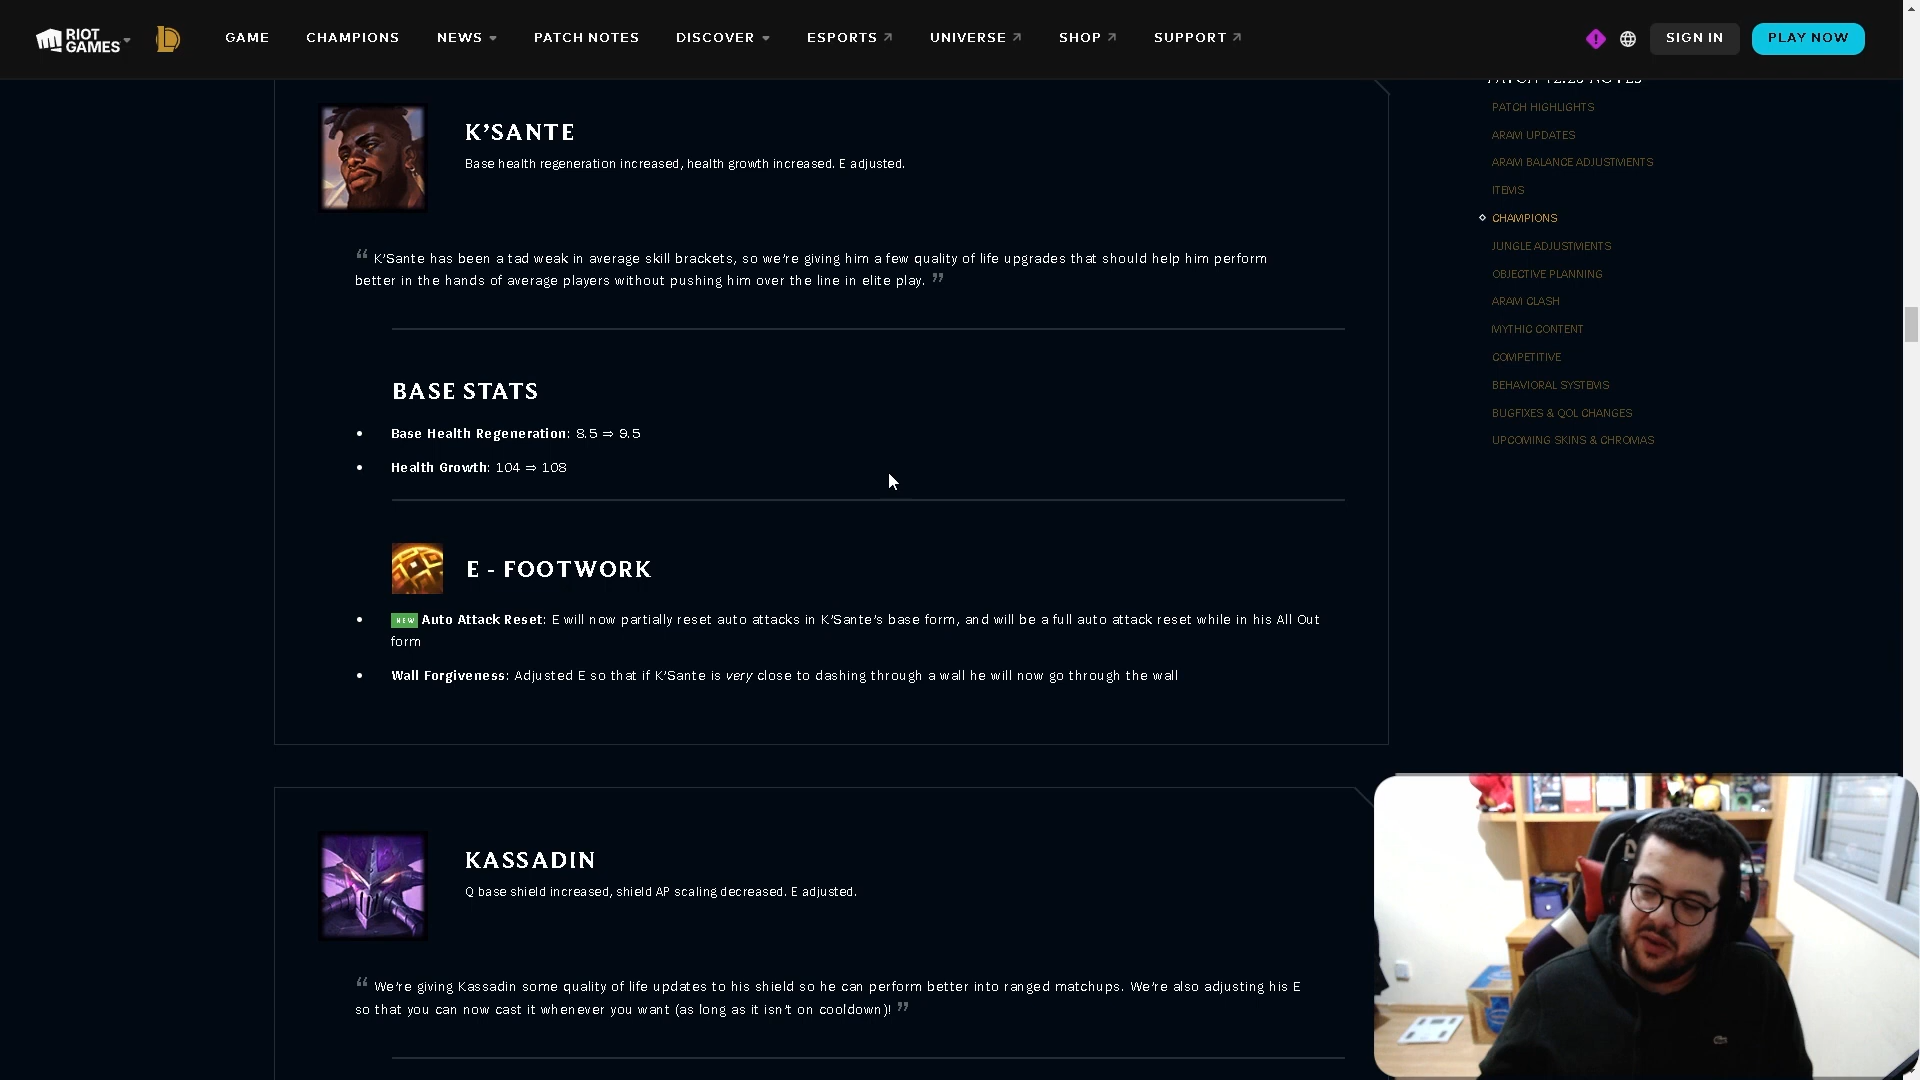 RIOT GAMES
GAME
CHAMPIONS
NEWS
PATCH NOTES
DISCOVER
ESPORTS
UNIVERSE
SHOP
SUPPORT
SIGN IN
PLAY NOW
K'SANTE
Base health regeneration increased, health growth increased. E adjusted.
“ K'Sante has been a tad weak in average skill brackets, so we're giving him a few quality of life upgrades that should help him perform
better in the hands of average players without pushing him over the line in elite play. ”
BASE STATS
• Base Health Regeneration: 8.5 ⇒ 9.5
• Health Growth: 104 ⇒ 108
E - FOOTWORK
• NEW Auto Attack Reset: E will now partially reset auto attacks in K'Sante's base form, and will be a full auto attack reset while in his All Out
form
• Wall Forgiveness: Adjusted E so that if K'Sante is very close to dashing through a wall he will now go through the wall
KASSADIN
Q base shield increased, shield AP scaling decreased. E adjusted.
“ We're giving Kassadin some quality of life updates to his shield so he can perform better into ranged matchups. We're also adjusting his E
so that you can now cast it whenever you want (as long as it isn't on cooldown)! ”
PATCH 12.23 NOTES
PATCH HIGHLIGHTS
ARAM UPDATES
ARAM BALANCE ADJUSTMENTS
ITEMS
CHAMPIONS
JUNGLE ADJUSTMENTS
OBJECTIVE PLANNING
ARAM CLASH
MYTHIC CONTENT
COMPETITIVE
BEHAVIORAL SYSTEMS
BUGFIXES & QOL CHANGES
UPCOMING SKINS & CHROMAS